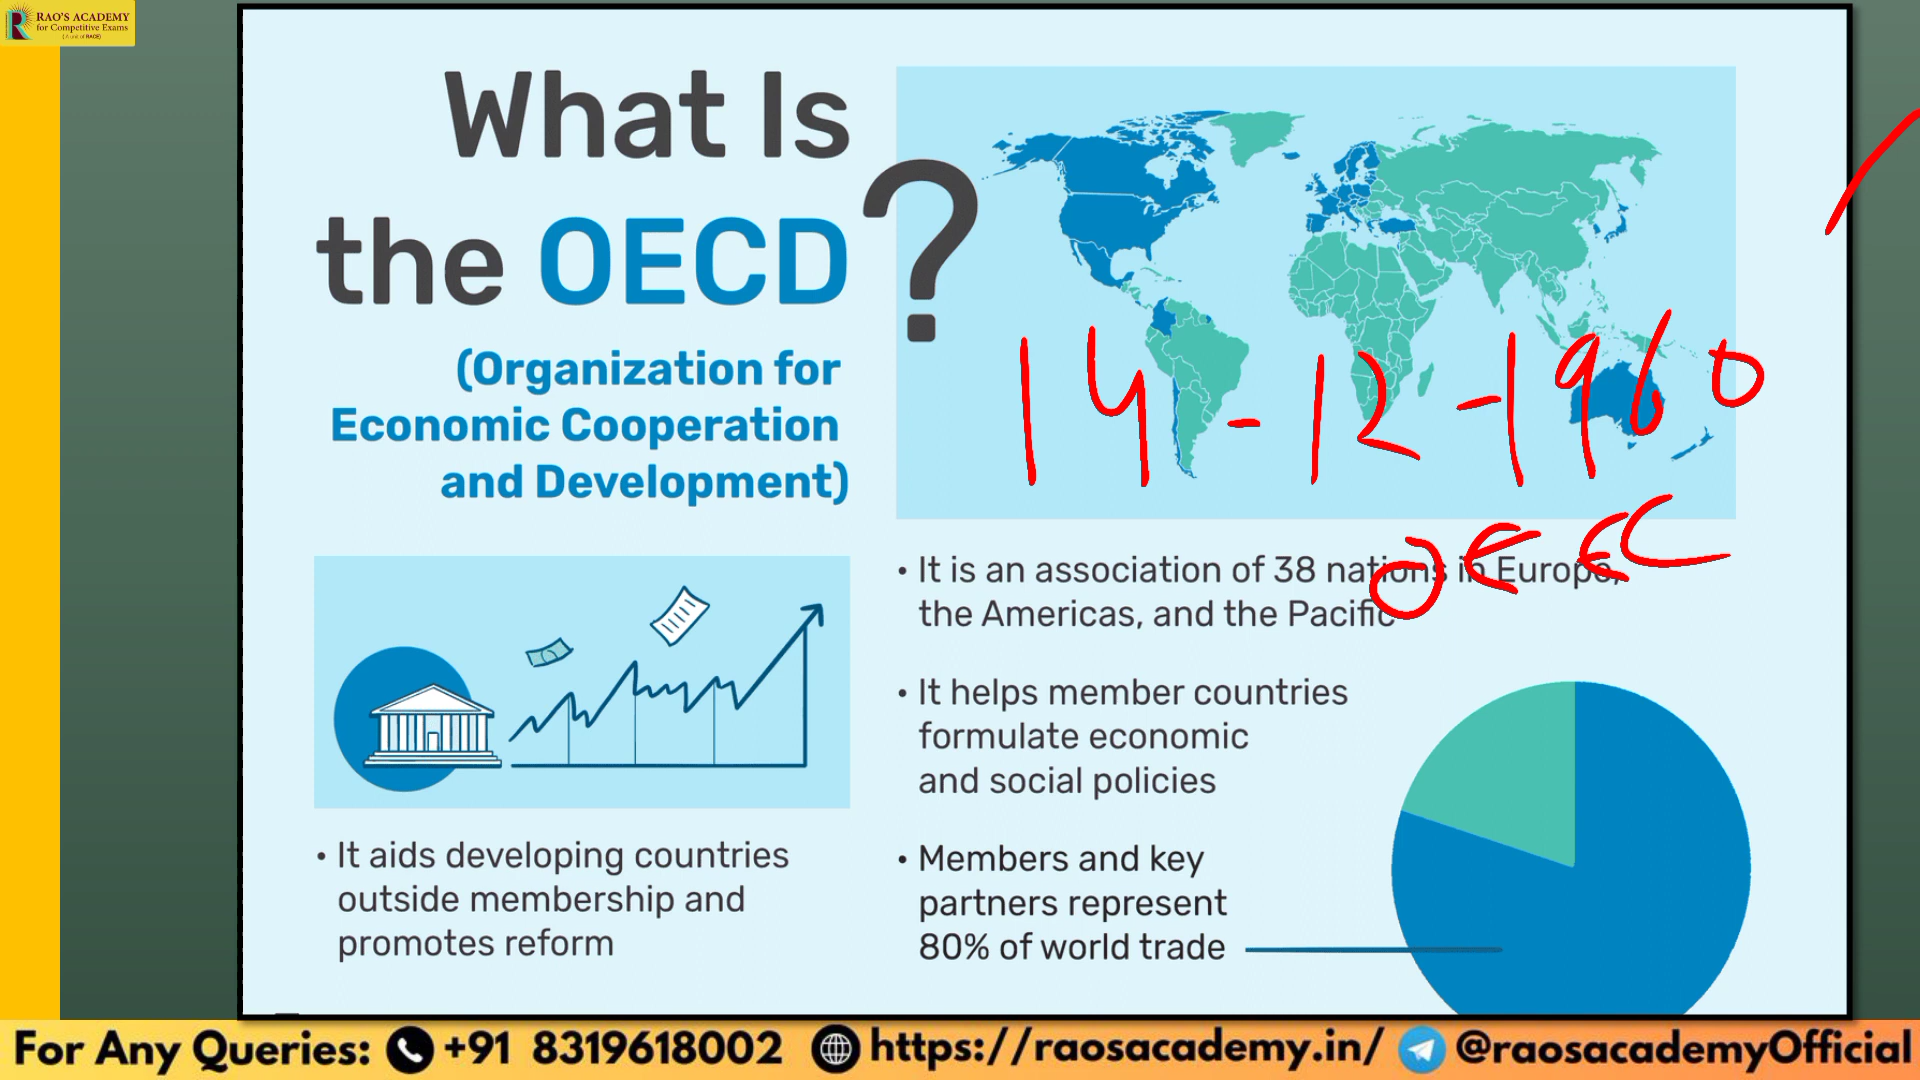 RAO'S ACADEMY
for Competitive Exams
(A unit of RACE)
What Is
the OECD?
(Organization for
Economic Cooperation
and Development)
14-12-1960
OEEC
• It is an association of 38 nations in Europe,
the Americas, and the Pacific
• It helps member countries
formulate economic
and social policies
• Members and key
partners represent
80% of world trade
• It aids developing countries
outside membership and
promotes reform
For Any Queries: +91 8319618002 https://raosacademy.in/ @raosacademyOfficial